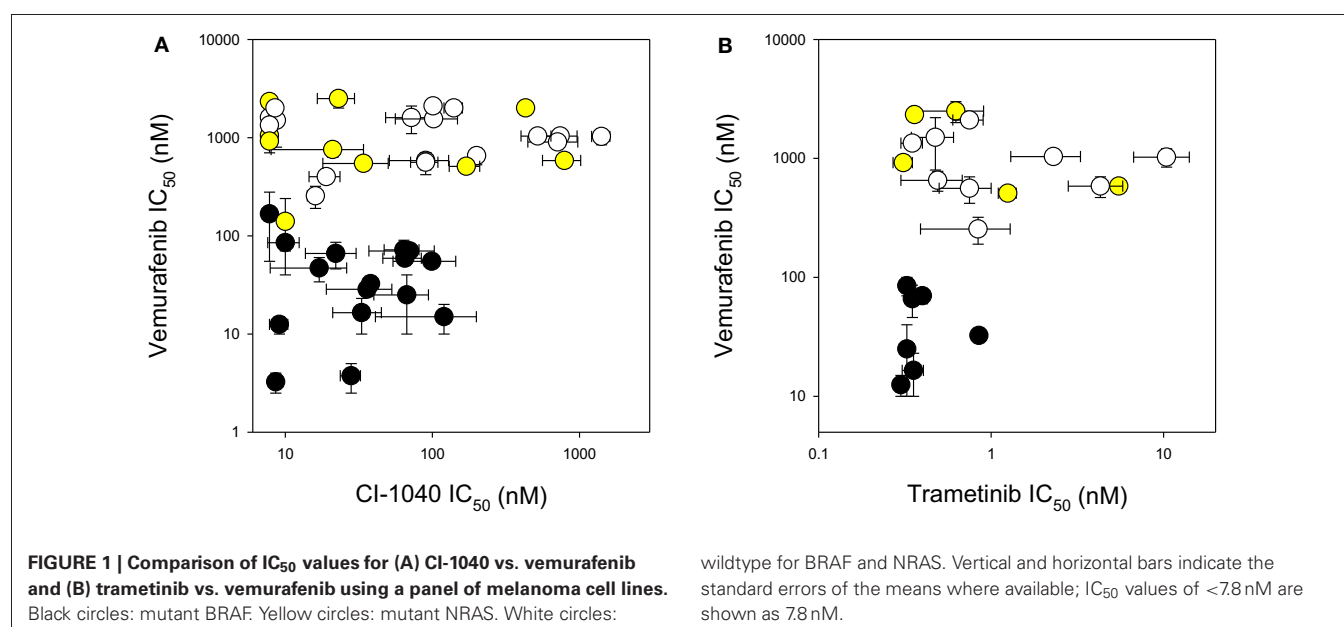 A
10000
1000
100
10
1
Vemurafenib IC50 (nM)
10
100
1000
CI-1040 IC50 (nM)
B
10000
1000
100
10
Vemurafenib IC50 (nM)
0.1
1
10
Trametinib IC50 (nM)
FIGURE 1 | Comparison of IC50 values for (A) CI-1040 vs. vemurafenib
and (B) trametinib vs. vemurafenib using a panel of melanoma cell lines.
Black circles: mutant BRAF. Yellow circles: mutant NRAS. White circles:
wildtype for BRAF and NRAS. Vertical and horizontal bars indicate the
standard errors of the means where available; IC50 values of <7.8 nM are
shown as 7.8 nM.